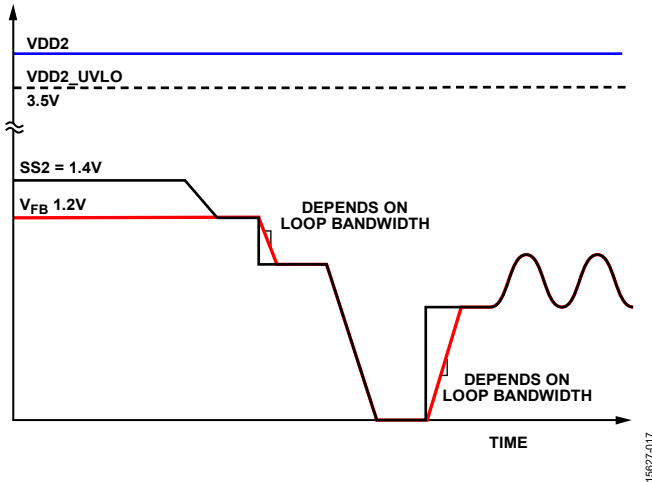 VDD2
VDD2_UVLO
3.5V
SS2 = 1.4V
VFB 1.2V
DEPENDS ON
LOOP BANDWIDTH
DEPENDS ON
LOOP BANDWIDTH
TIME
15627-017